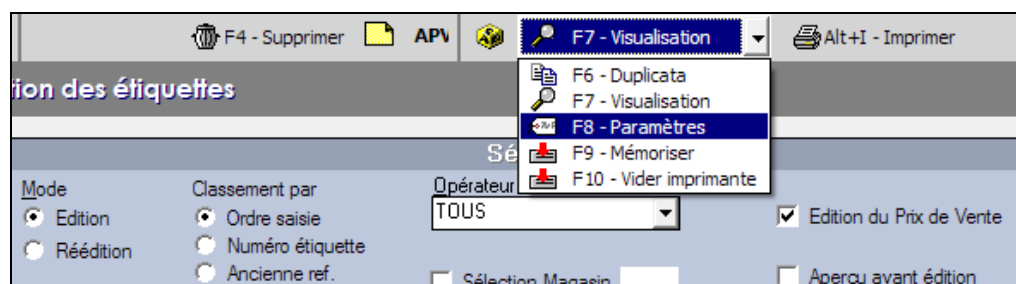 F4 - Supprimer APV F7 - Visualisation Alt+I - Imprimer
F6 - Duplicata
tion des étiquettes
F7 - Visualisation
F8 - Paramètres
Sé
F9 - Mémoriser
F10 - Vider imprimante
Mode Classement par Opérateur
Edition Ordre saisie TOUS Edition du Prix de Vente
Réédition Numéro étiquette
Ancienne ref. Sélection Magasin Aperçu avant édition